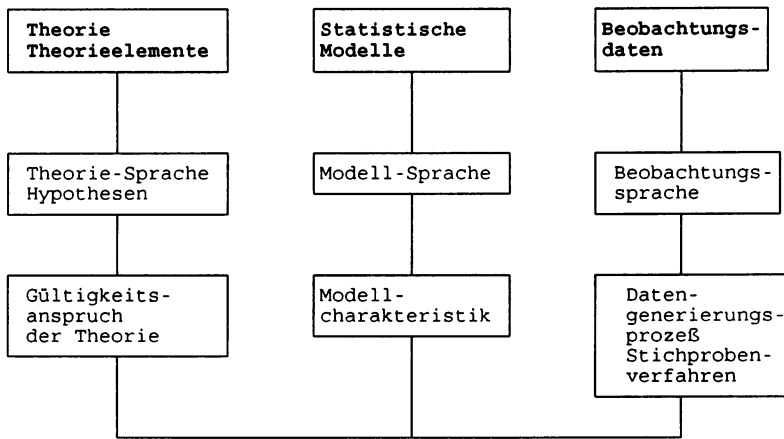 Theorie
Theorieelemente
Statistische
Modelle
Beobachtungs-
daten
Theorie-Sprache
Hypothesen
Modell-Sprache
Beobachtungs-
sprache
Gültigkeits-
anspruch
der Theorie
Modell-
charakteristik
Daten-
generierungs-
prozeß
Stichproben-
verfahren